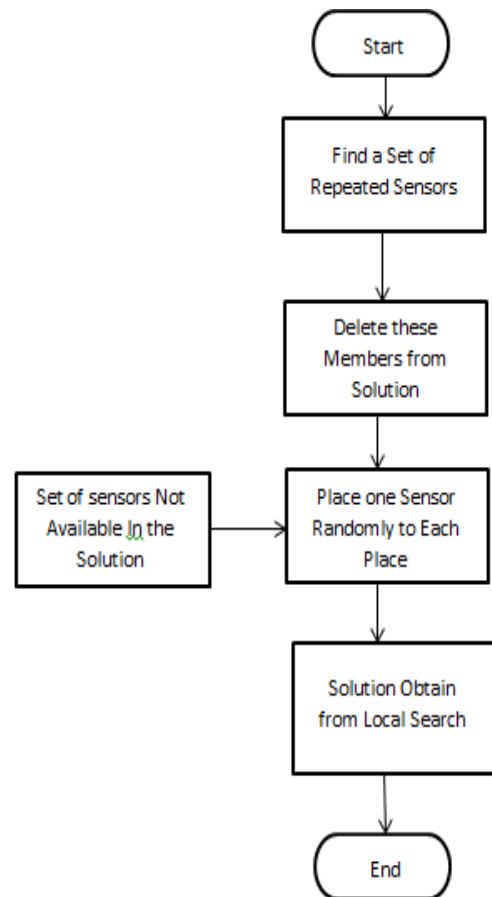 Start
Find a Set of
Repeated Sensors
Delete these
Members from
Solution
Set of sensors Not
Available In the
Solution
Place one Sensor
Randomly to Each
Place
Solution Obtain
from Local Search
End